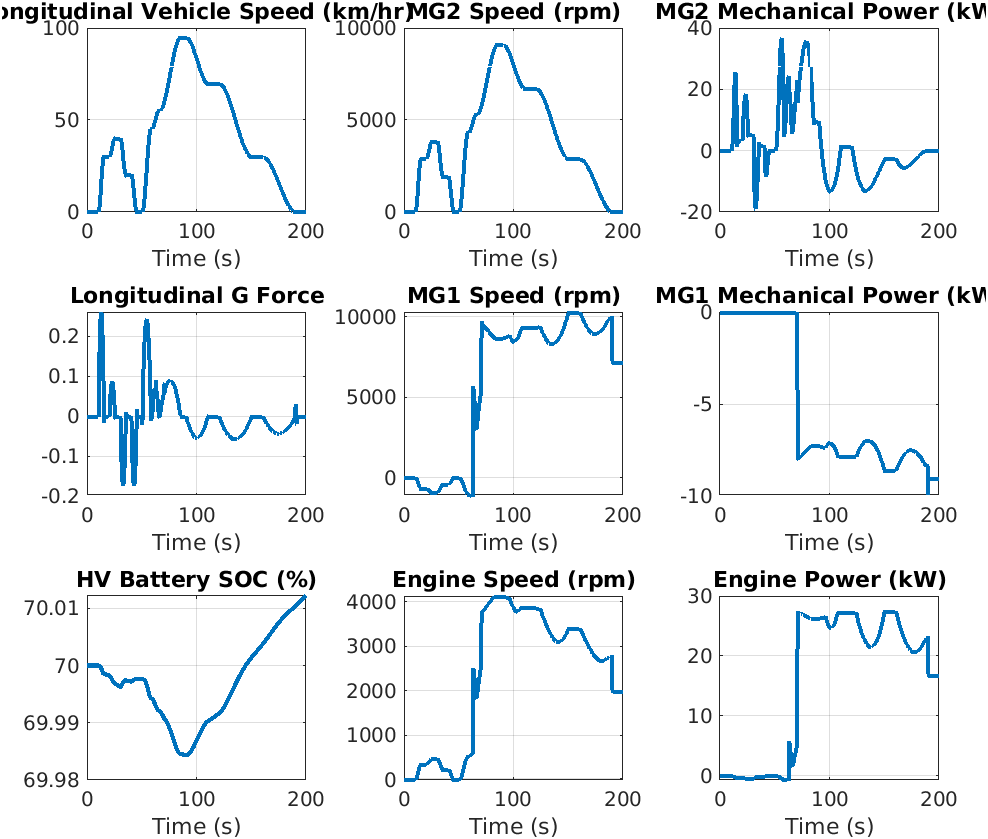 ongitudinal Vehicle Speed (km/hr)
MG2 Speed (rpm)
MG2 Mechanical Power (kW
100
50
0
0 100 200
Time (s)
10000
5000
0
0 100 200
Time (s)
40
20
0
-20
0 100 200
Time (s)
Longitudinal G Force
MG1 Speed (rpm)
MG1 Mechanical Power (kW
0.2
0.1
0
-0.1
-0.2
0 100 200
Time (s)
10000
5000
0
0 100 200
Time (s)
0
-5
-10
0 100 200
Time (s)
HV Battery SOC (%)
Engine Speed (rpm)
Engine Power (kW)
70.01
70
69.99
69.98
0 100 200
Time (s)
4000
3000
2000
1000
0
0 100 200
Time (s)
30
20
10
0
0 100 200
Time (s)